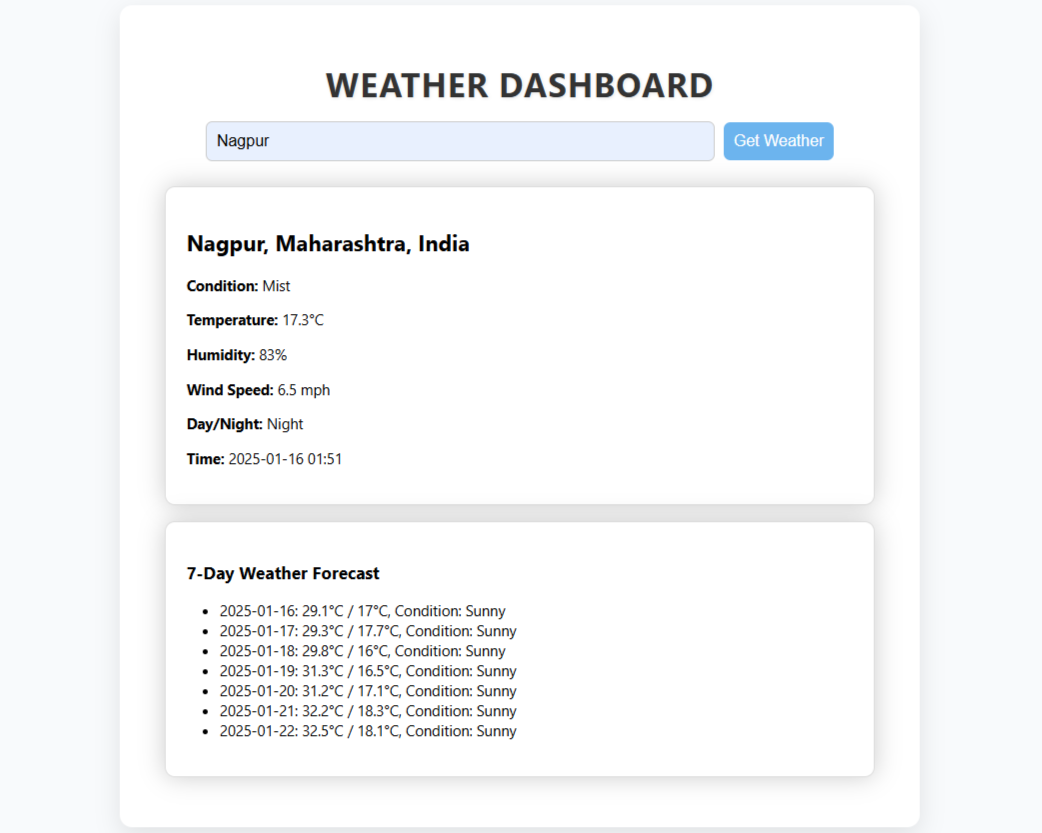 WEATHER DASHBOARD
Nagpur
Get Weather
Nagpur, Maharashtra, India
Condition: Mist
Temperature: 17.3°C
Humidity: 83%
Wind Speed: 6.5 mph
Day/Night: Night
Time: 2025-01-16 01:51
7-Day Weather Forecast
• 2025-01-16: 29.1°C / 17°C, Condition: Sunny
• 2025-01-17: 29.3°C / 17.7°C, Condition: Sunny
• 2025-01-18: 29.8°C / 16°C, Condition: Sunny
• 2025-01-19: 31.3°C / 16.5°C, Condition: Sunny
• 2025-01-20: 31.2°C / 17.1°C, Condition: Sunny
• 2025-01-21: 32.2°C / 18.3°C, Condition: Sunny
• 2025-01-22: 32.5°C / 18.1°C, Condition: Sunny